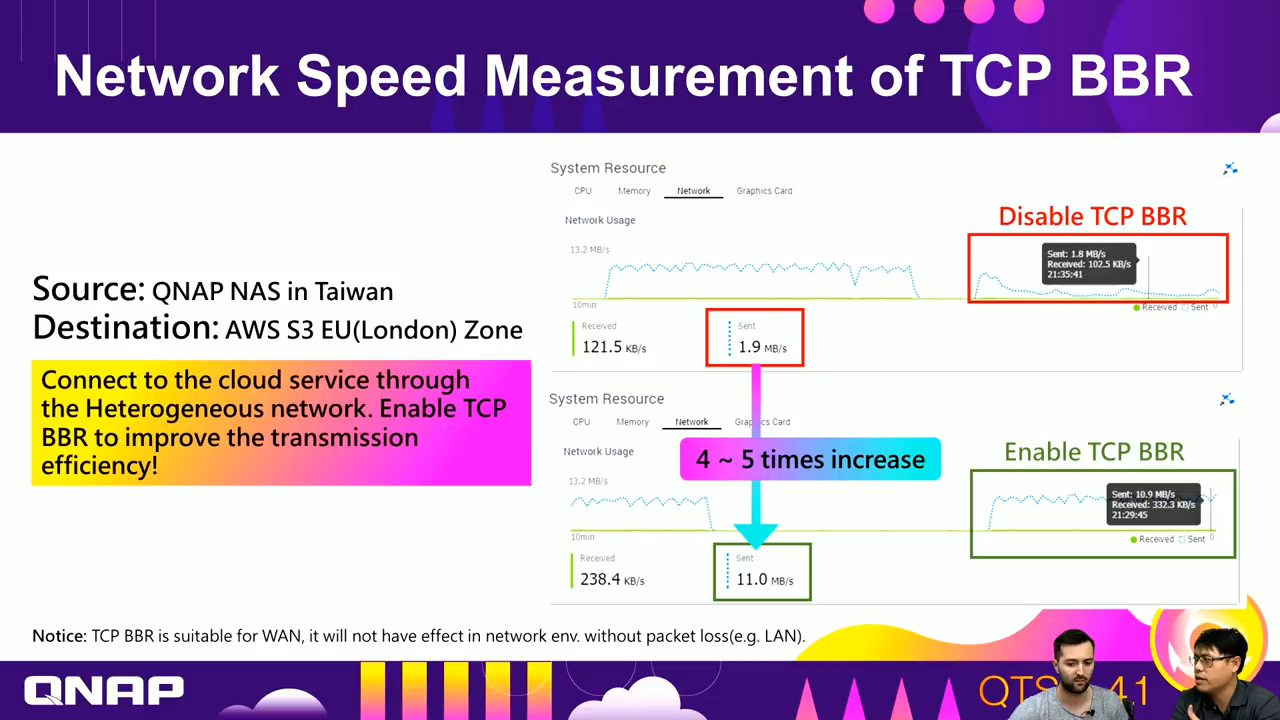 Network Speed Measurement of TCP BBR
Source: QNAP NAS in Taiwan
Destination: AWS S3 EU(London) Zone
Connect to the cloud service through
the Heterogeneous network. Enable TCP
BBR to improve the transmission
efficiency!
System Resource
CPU Memory Network Graphics Card
Network Usage
Disable TCP BBR
13.2 MB/s
Sent: 1.8 MB/s
Received: 102.5 KB/s
21:35:41
10min
0
Received Sent
Received
121.5 KB/s
Sent
1.9 MB/s
4 ~ 5 times increase
System Resource
CPU Memory Network Graphics Card
Network Usage
Enable TCP BBR
13.2 MB/s
Sent: 10.9 MB/s
Received: 332.3 KB/s
21:29:45
10min
0
Received Sent
Received
238.4 KB/s
Sent
11.0 MB/s
Notice: TCP BBR is suitable for WAN, it will not have effect in network env. without packet loss(e.g. LAN).
QNAP